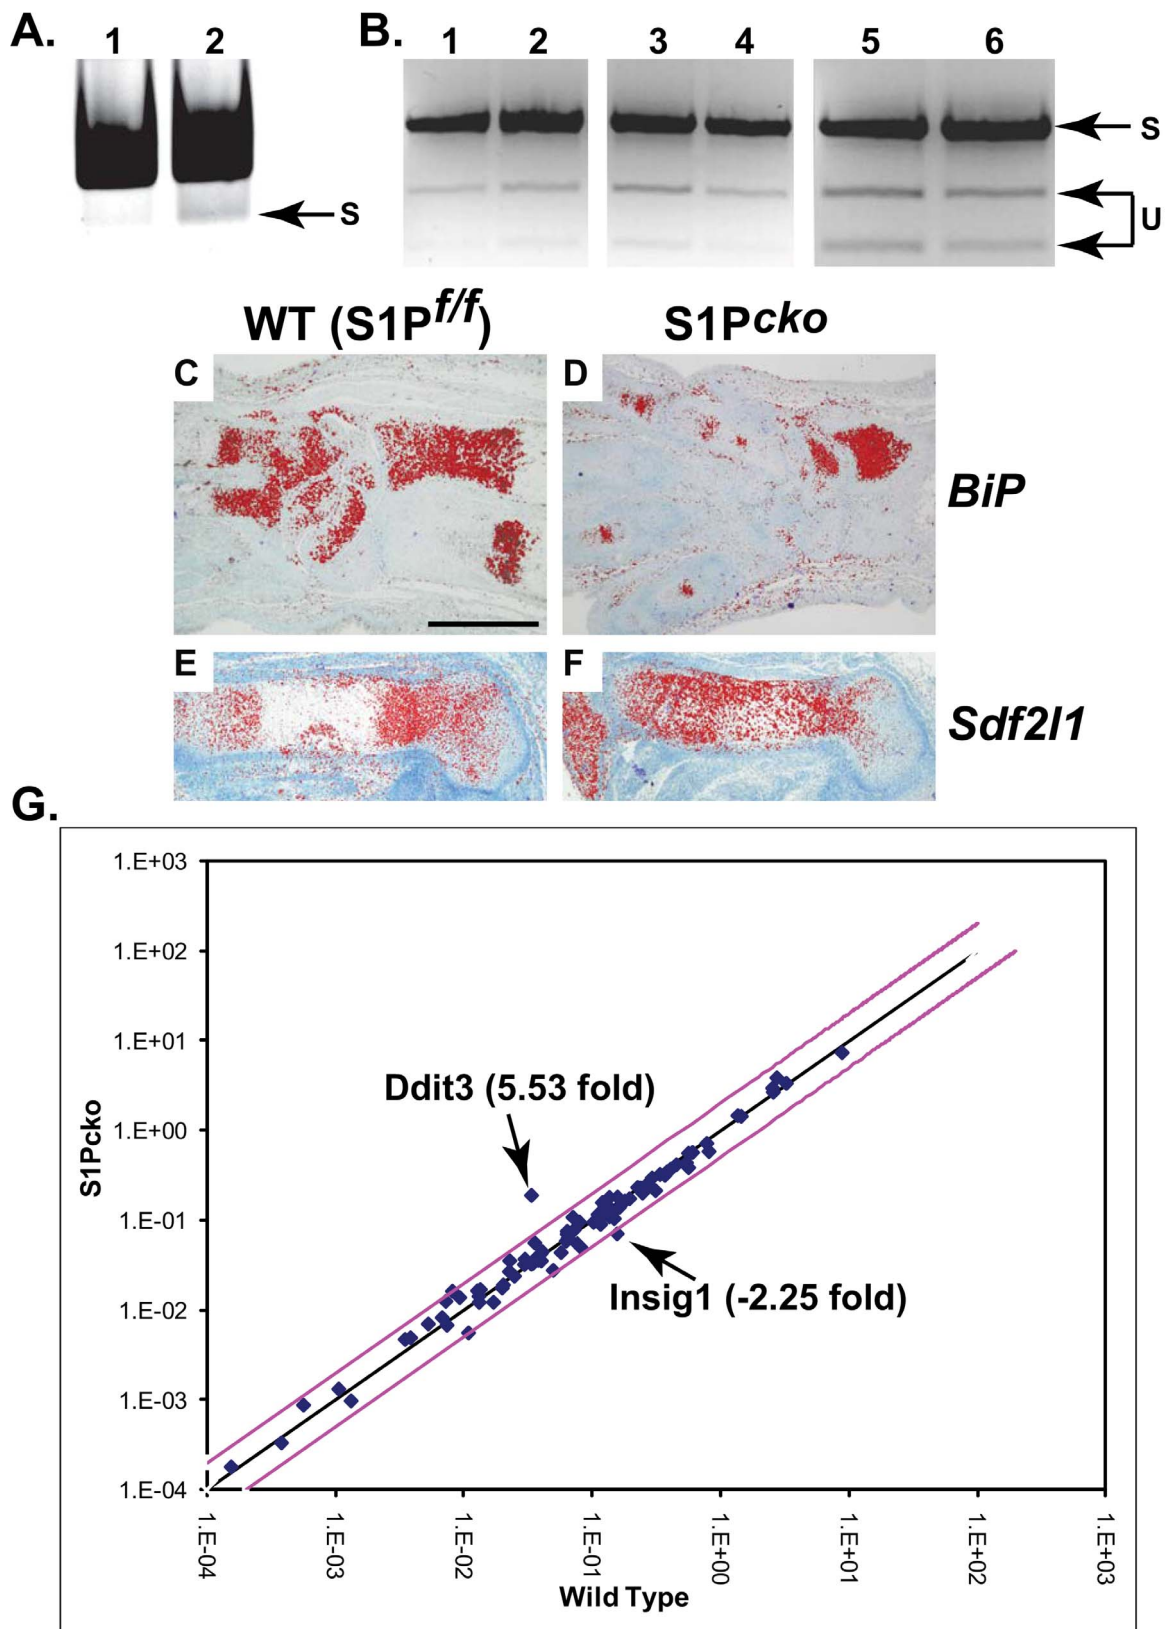 A.
1 2
S
B.
1 2 3 4 5 6
S
U
WT (S1Pf/f)
S1Pcko
C
D
BiP
E
F
Sdf2l1
G.
1.E+03
1.E+02
1.E+01
1.E+00
1.E-01
1.E-02
1.E-03
1.E-04
S1Pcko
Ddit3 (5.53 fold)
Insig1 (-2.25 fold)
1.E-04 1.E-03 1.E-02 1.E-01 1.E+00 1.E+01 1.E+02 1.E+03
Wild Type